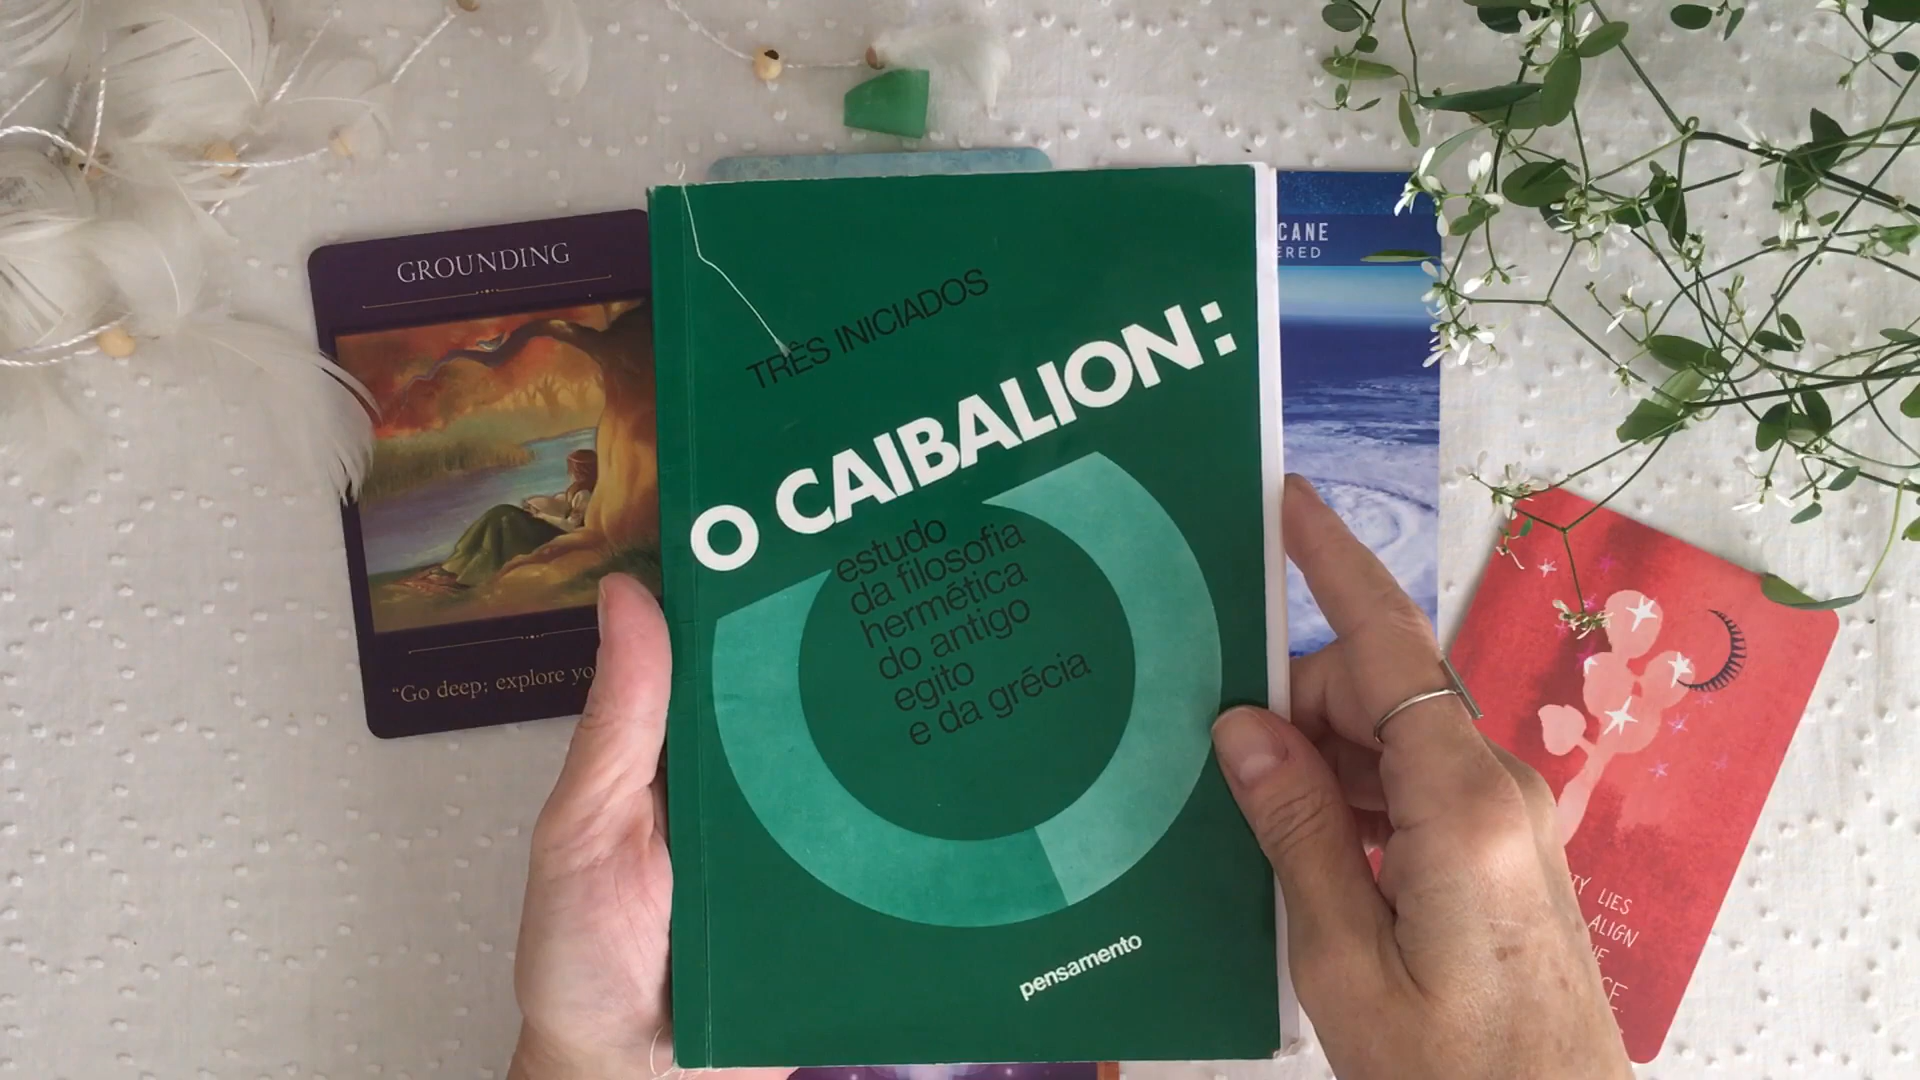 GROUNDING
"Go deep; explore
TRÊS INICIADOS
O CAIBALION:
estudo
da filosofia
hermética
do antigo
egito
e da grécia
pensamento
CANE
ERED
LIES
ALIGN